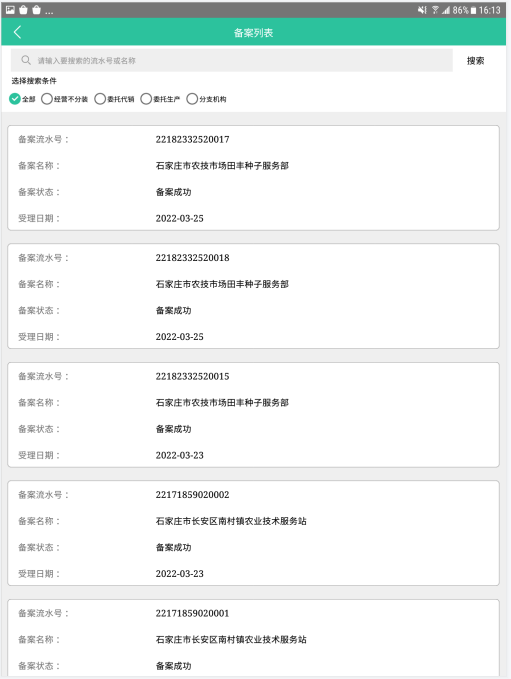 ... 86% 16:13
备案列表
请输入要搜索的流水号或名称 搜索
选择搜索条件
全部 经营不分装 委托代销 委托生产 分支机构
备案流水号： 22182332520017
备案名称： 石家庄市农技市场田丰种子服务部
备案状态： 备案成功
受理日期： 2022-03-25
备案流水号： 22182332520018
备案名称： 石家庄市农技市场田丰种子服务部
备案状态： 备案成功
受理日期： 2022-03-25
备案流水号： 22182332520015
备案名称： 石家庄市农技市场田丰种子服务部
备案状态： 备案成功
受理日期： 2022-03-23
备案流水号： 22171859020002
备案名称： 石家庄市长安区南村镇农业技术服务站
备案状态： 备案成功
受理日期： 2022-03-23
备案流水号： 22171859020001
备案名称： 石家庄市长安区南村镇农业技术服务站
备案状态： 备案成功